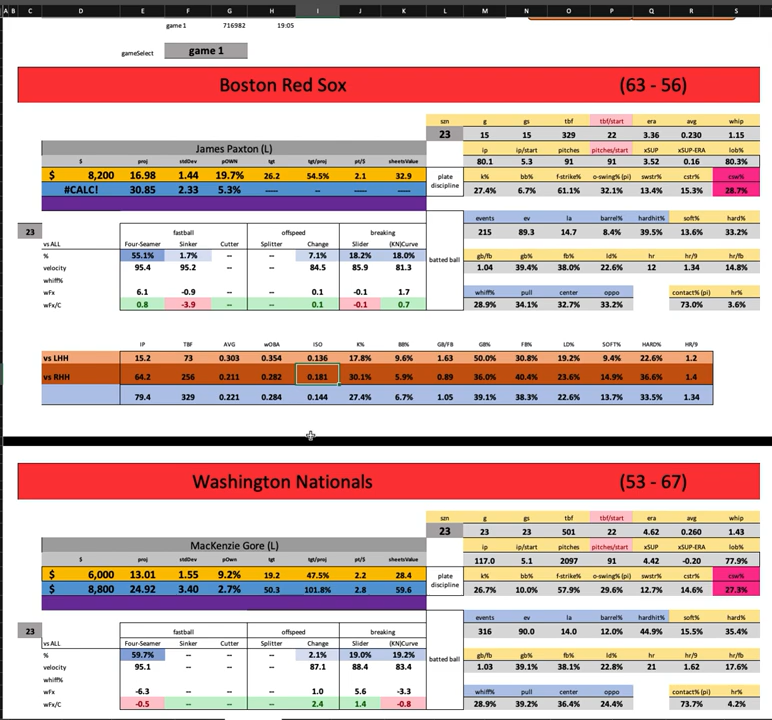 A B C D E F G H I J K L M N O P Q R S
game 1 716982 19:05
gameSelect game 1
Boston Red Sox (63 - 56)
szn g gs tbf tbf/start era avg whip
23 15 15 329 22 3.36 0.230 1.15
James Paxton (L) ip ip/start pitches pitches/start xSUP xSUP-ERA lob%
$ proj stdDev pOWN tgt tgt/proj pt/$ sheetsValue 80.1 5.3 91 91 3.52 0.16 80.3%
$ 8,200 16.98 1.44 19.7% 26.2 54.5% 2.1 32.9 plate discipline k% bb% f-strike% o-swing% (pi) swstr% cstr% csw%
#CALC! 30.85 2.33 5.3% ----- --- --- ----- 27.4% 6.7% 61.1% 32.1% 13.4% 15.3% 28.7%
events ev la barrel% hardhit% soft% hard%
23 fastball offspeed breaking 215 89.3 14.7 8.4% 39.5% 13.6% 33.2%
vs ALL Four-Seamer Sinker Cutter Splitter Change Slider (KN)Curve
% 55.1% 1.7% -- -- 7.1% 18.2% 18.0% batted ball gb/fb gb% fb% ld% hr hr/9 hr/fb
velocity 95.4 95.2 -- -- 84.5 85.9 81.3 1.04 39.4% 38.0% 22.6% 12 1.34 14.8%
whiff%
wFx 6.1 -0.9 -- -- 0.1 -0.1 1.7 whiff% pull center oppo contact% (pi) hr%
wFx/C 0.8 -3.9 -- -- 0.1 -0.1 0.7 28.9% 34.1% 32.7% 33.2% 73.0% 3.6%
IP TBF AVG wOBA ISO K% BB% GB/FB GB% FB% LD% SOFT% HARD% HR/9
vs LHH 15.2 73 0.303 0.354 0.136 17.8% 9.6% 1.63 50.0% 30.8% 19.2% 9.4% 22.6% 1.2
vs RHH 64.2 256 0.211 0.282 0.181 30.1% 5.9% 0.89 36.0% 40.4% 23.6% 14.9% 36.6% 1.4
79.4 329 0.221 0.284 0.144 27.4% 6.7% 1.05 39.1% 38.3% 22.6% 13.7% 33.5% 1.34
Washington Nationals (53 - 67)
szn g gs tbf tbf/start era avg whip
23 23 23 501 22 4.62 0.260 1.43
MacKenzie Gore (L) ip ip/start pitches pitches/start xSUP xSUP-ERA lob%
$ proj stdDev pOwn tgt tgt/proj pt/$ sheetsValue 117.0 5.1 2097 91 4.42 -0.20 77.9%
$ 6,000 13.01 1.55 9.2% 19.2 47.5% 2.2 28.4 plate discipline k% bb% f-strike% o-swing% (pi) swstr% cstr% csw%
$ 8,800 24.92 3.40 2.7% 50.3 101.8% 2.8 59.6 26.7% 10.0% 57.9% 29.6% 12.7% 14.6% 27.3%
events ev la barrel% hardhit% soft% hard%
23 fastball offspeed breaking 316 90.0 14.0 12.0% 44.9% 15.5% 35.4%
vs ALL Four-Seamer Sinker Cutter Splitter Change Slider (KN)Curve
% 59.7% -- -- -- 2.1% 19.0% 19.2% batted ball gb/fb gb% fb% ld% hr hr/9 hr/fb
velocity 95.1 -- -- -- 87.1 88.4 83.4 1.03 39.1% 38.1% 22.8% 21 1.62 17.6%
whiff%
wFx -6.3 -- -- -- 1.0 5.6 -3.3 whiff% pull center oppo contact% (pi) hr%
wFx/C -0.5 -- -- -- 2.4 1.4 -0.8 28.9% 39.2% 36.4% 24.4% 73.7% 4.2%